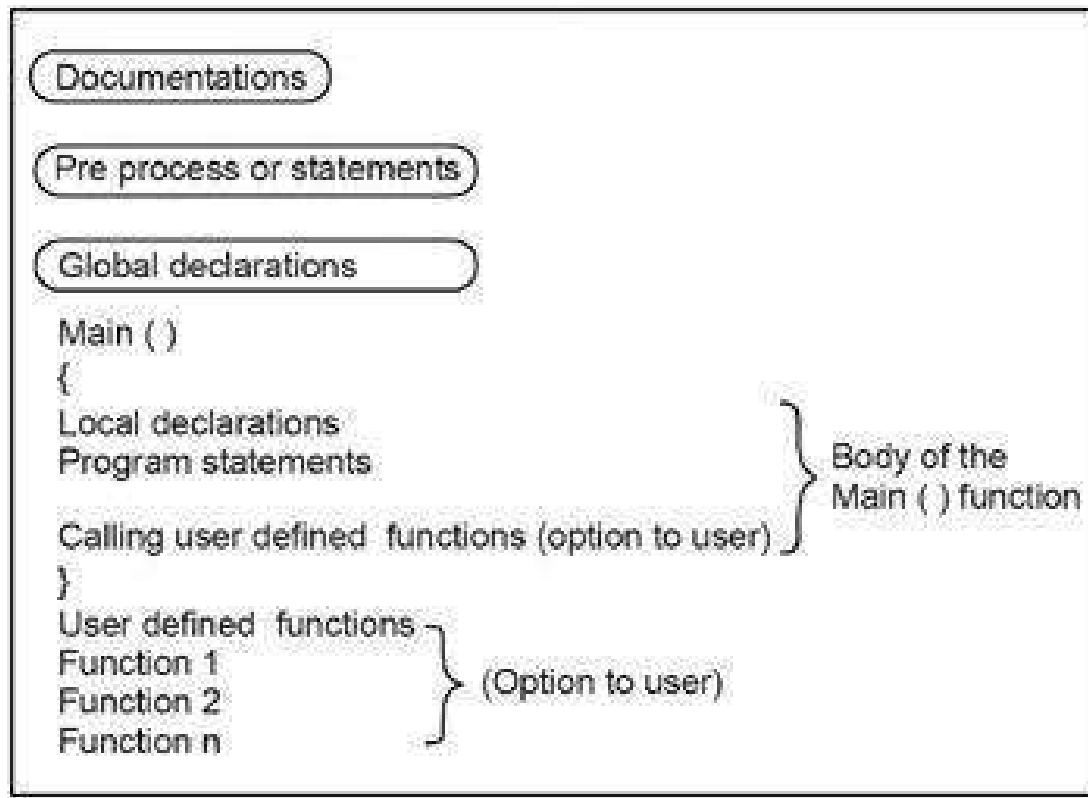 Documentations
Pre process or statements
Global declarations
Main ( )
{
Local declarations
Program statements
Body of the
Main ( ) function
Calling user defined functions (option to user)
}
User defined functions
Function 1
(Option to user)
Function 2
Function n